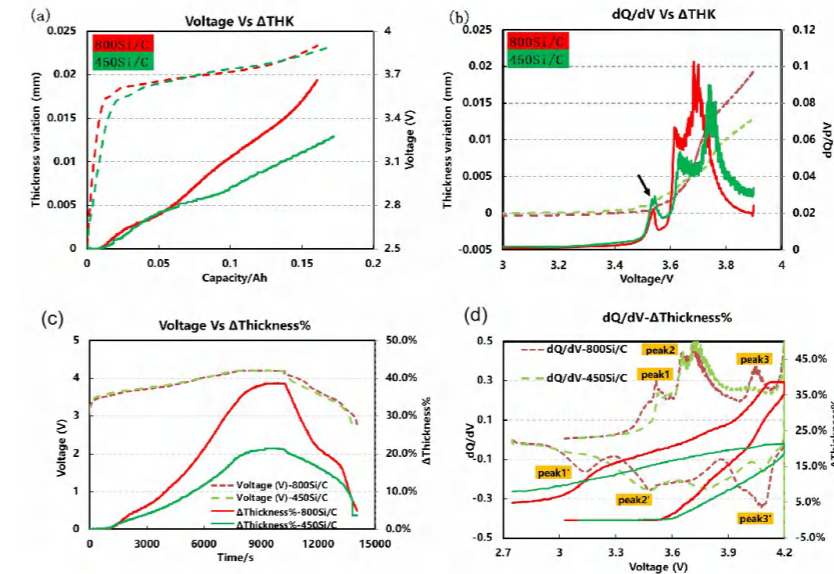 (a)
Voltage Vs ΔTHK
800Si/C
450Si/C
0.025
0.02
0.015
0.01
0.005
0
4
3.7
3.4
3.1
2.8
2.5
0
0.05
0.1
0.15
0.2
Thickness variation (mm)
Voltage (V)
Capacity/Ah
(b)
dQ/dV Vs ΔTHK
800Si/C
450Si/C
0.025
0.02
0.015
0.01
0.005
0
-0.005
0.12
0.1
0.08
0.06
0.04
0.02
0
3
3.2
3.4
3.6
3.8
4
Thickness variation (mm)
dQ/dV
Voltage/V
(c)
Voltage Vs ΔThickness%
5
4
3
2
1
0
50.0%
40.0%
30.0%
20.0%
10.0%
0.0%
Voltage (V)-800Si/C
Voltage (V)-450Si/C
ΔThickness%-800Si/C
ΔThickness%-450Si/C
0
3000
6000
9000
12000
15000
Voltage (V)
ΔThickness%
Time/s
(d)
dQ/dV-ΔThickness%
dQ/dV-800Si/C
dQ/dV-450Si/C
peak1
peak2
peak3
peak1'
peak2'
peak3'
0.5
0.3
0.1
-0.1
-0.3
-0.5
45.0%
35.0%
25.0%
15.0%
5.0%
-5.0%
2.7
3
3.3
3.6
3.9
4.2
dQ/dV
ΔThickness%
Voltage (V)